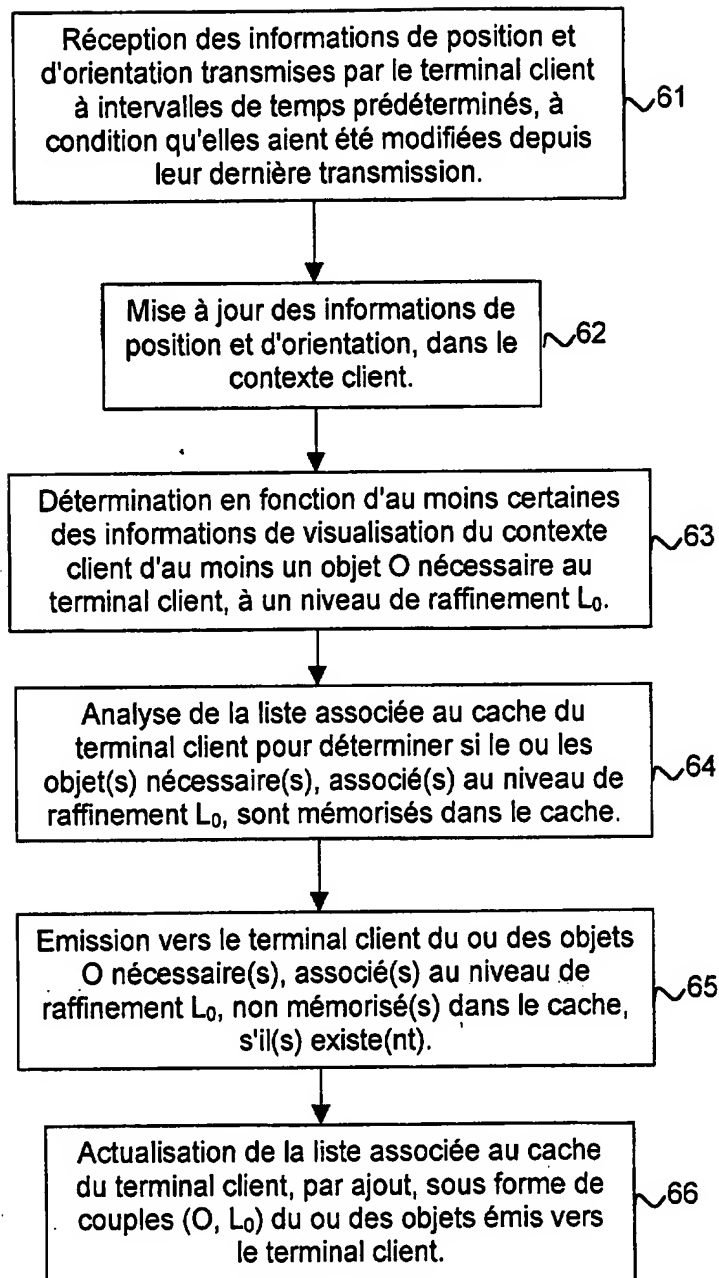 Réception des informations de position et
d'orientation transmises par le terminal client
à intervalles de temps prédéterminés, à
condition qu'elles aient été modifiées depuis
leur dernière transmission.
61
Mise à jour des informations de
position et d'orientation, dans le
contexte client.
62
Détermination en fonction d'au moins certaines
des informations de visualisation du contexte
client d'au moins un objet O nécessaire au
terminal client, à un niveau de raffinement L₀.
63
Analyse de la liste associée au cache du
terminal client pour déterminer si le ou les
objet(s) nécessaire(s), associé(s) au niveau de
raffinement L₀, sont mémorisés dans le cache.
64
Emission vers le terminal client du ou des objets
O nécessaire(s), associé(s) au niveau de
raffinement L₀, non mémorisé(s) dans le cache,
s'il(s) existe(nt).
65
Actualisation de la liste associée au cache
du terminal client, par ajout, sous forme de
couples (O, L₀) du ou des objets émis vers
le terminal client.
66